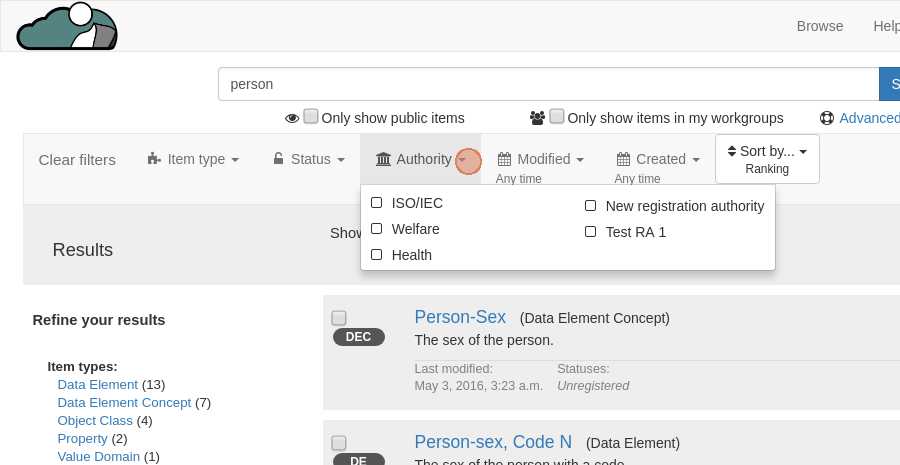 Browse Help
person
Only show public items Only show items in my workgroups Advanced
Clear filters Item type Status Authority Modified Created Sort by...
Any time Any time Ranking
ISO/IEC New registration authority
Welfare Test RA 1
Health
Results
Refine your results
Item types:
Data Element (13)
Data Element Concept (7)
Object Class (4)
Property (2)
Value Domain (1)
DEC Person-Sex (Data Element Concept)
The sex of the person.
Last modified: Statuses:
May 3, 2016, 3:23 a.m. Unregistered
DE Person-sex, Code N (Data Element)
The sex of the person with a code